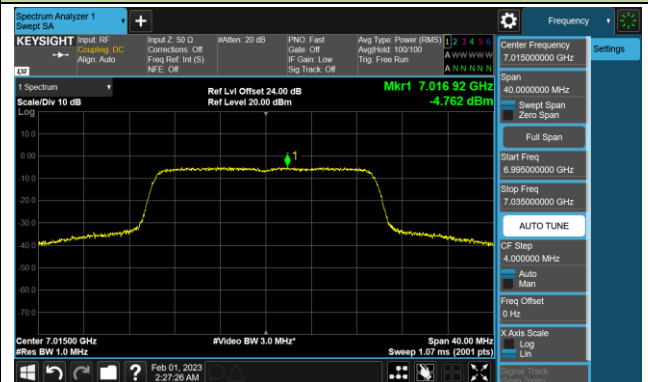 Spectrum Analyzer 1
Swept SA
+
Frequency
KEYSIGHT
Input: RF
Coupling: DC
Align: Auto
Input Z: 50 Ω
Corrections: Off
Freq Ref: Int (S)
NFE: Off
#Atten: 20 dB
PNO: Fast
Gate: Off
IF Gain: Low
Sig Track: Off
Avg Type: Power (RMS)
Avg|Hold: 100/100
Trig: Free Run
1 2 3 4 5 6
A W W W W W
A N N N N N
LXI
1 Spectrum
Scale/Div 10 dB
Log
Ref Lvl Offset 24.00 dB
Ref Level 20.00 dBm
Mkr1 7.016 92 GHz
-4.762 dBm
1
10.0
0.00
-10.0
-20.0
-30.0
-40.0
-50.0
-60.0
-70.0
Center 7.01500 GHz
#Res BW 1.0 MHz
#Video BW 3.0 MHz*
Span 40.00 MHz
Sweep 1.07 ms (2001 pts)
?
Feb 01, 2023
2:27:26 AM
Center Frequency
7.015000000 GHz
Settings
Span
40.0000000 MHz
Swept Span
Zero Span
Full Span
Start Freq
6.995000000 GHz
Stop Freq
7.035000000 GHz
AUTO TUNE
CF Step
4.000000 MHz
Auto
Man
Freq Offset
0 Hz
X Axis Scale
Log
Lin
Signal Track